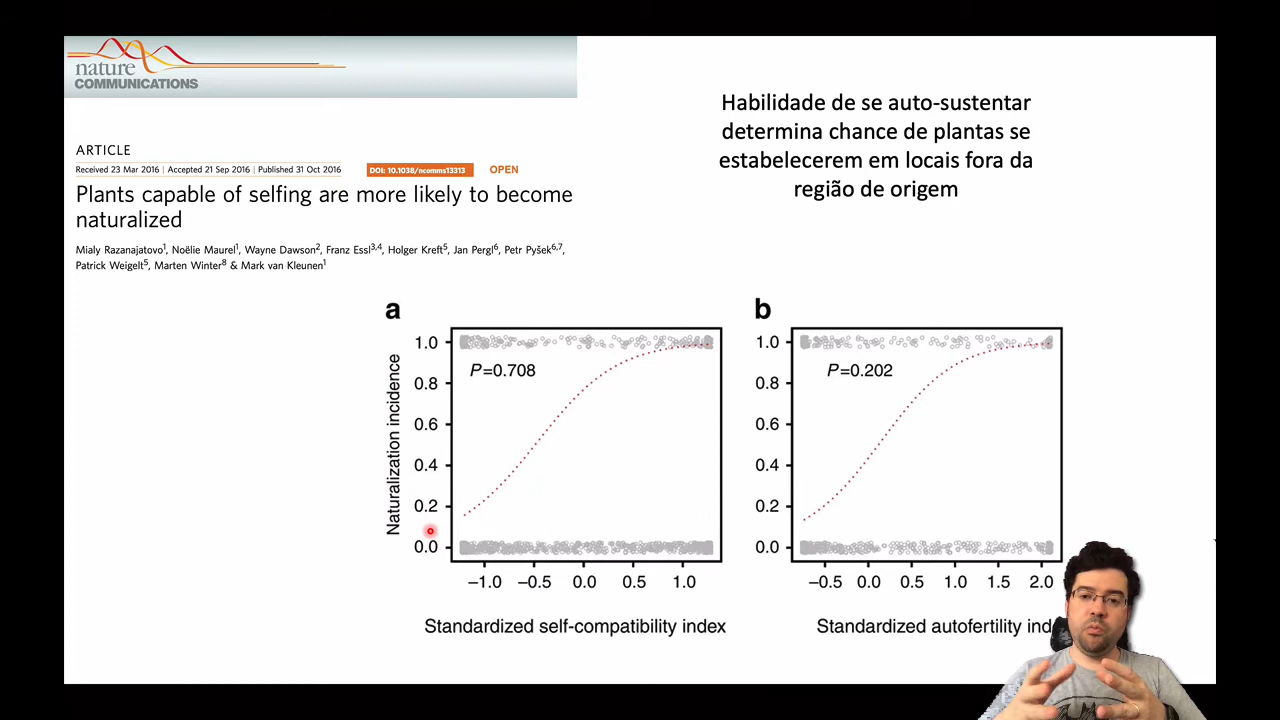 nature
COMMUNICATIONS
ARTICLE
Received 23 Mar 2016 | Accepted 21 Sep 2016 | Published 31 Oct 2016
DOI: 10.1038/ncomms13313
OPEN
Plants capable of selfing are more likely to become
naturalized
Mialy Razanajatovo1, Noëlie Maurel1, Wayne Dawson2, Franz Essl3,4, Holger Kreft5, Jan Pergl6, Petr Pyšek6,7,
Patrick Weigelt5, Marten Winter8 & Mark van Kleunen1
Habilidade de se auto-sustentar
determina chance de plantas se
estabelecerem em locais fora da
região de origem
a
P=0.708
Naturalization incidence
1.0
0.8
0.6
0.4
0.2
0.0
−1.0 −0.5 0.0 0.5 1.0
Standardized self-compatibility index
b
P=0.202
1.0
0.8
0.6
0.4
0.2
0.0
−0.5 0.0 0.5 1.0 1.5 2.0
Standardized autofertility ind